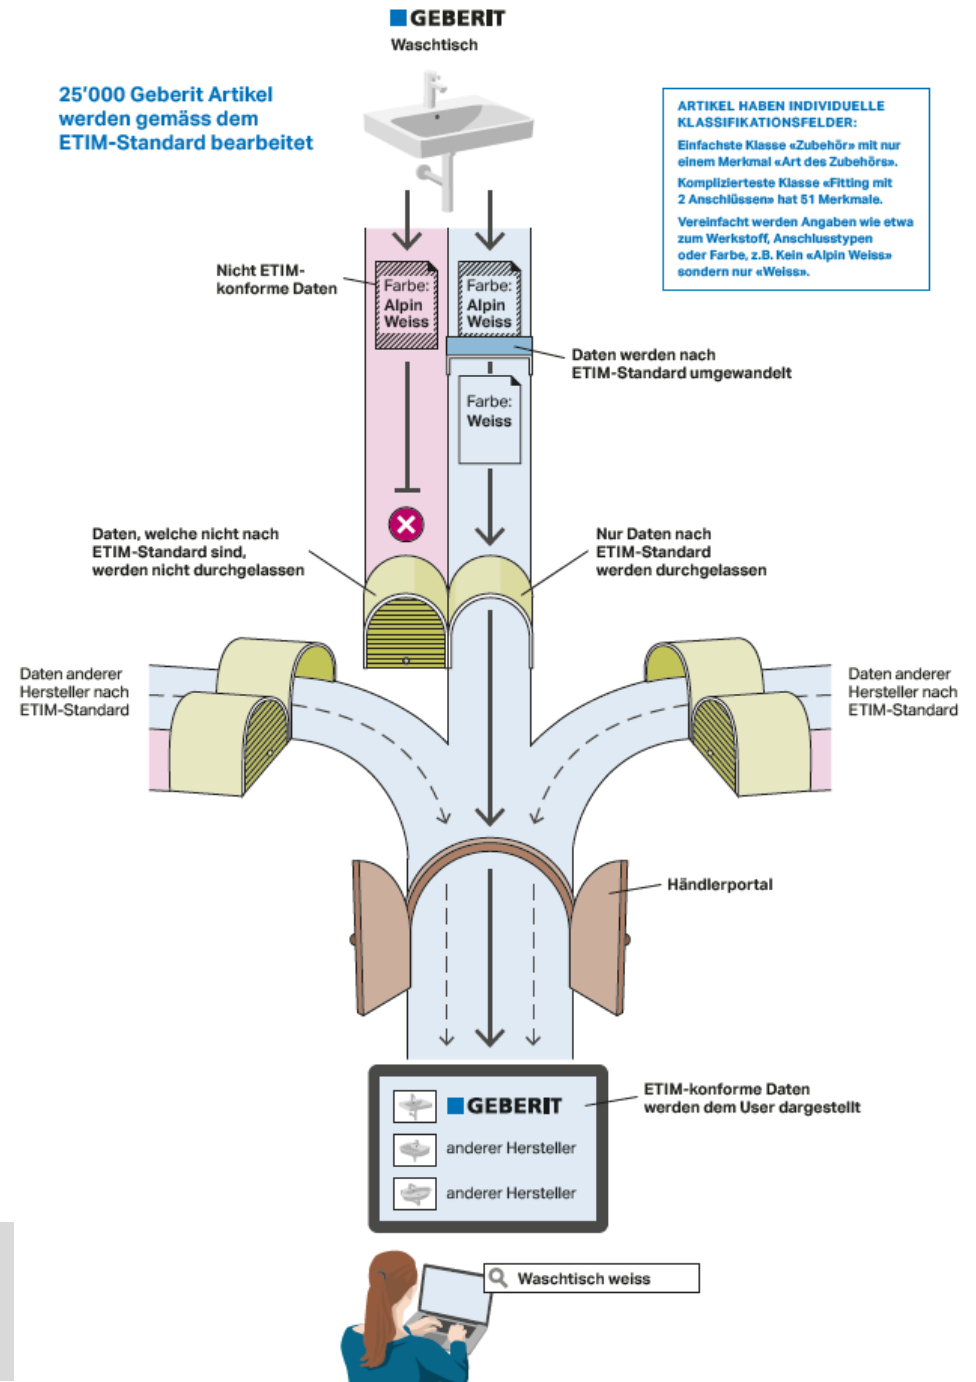 GEBERIT
Waschtisch
25'000 Geberit Artikel
werden gemäss dem
ETIM-Standard bearbeitet
ARTIKEL HABEN INDIVIDUELLE
KLASSIFIKATIONSFELDER:
Einfachste Klasse «Zubehör» mit nur
einem Merkmal «Art des Zubehörs».
Komplizierteste Klasse «Fitting mit
2 Anschlüssen» hat 51 Merkmale.
Vereinfacht werden Angaben wie etwa
zum Werkstoff, Anschlusstypen
oder Farbe, z.B. Kein «Alpin Weiss»
sondern nur «Weiss».
Nicht ETIM-
konforme Daten
Farbe:
Alpin
Weiss
Farbe:
Alpin
Weiss
Daten werden nach
ETIM-Standard umgewandelt
Farbe:
Weiss
Daten, welche nicht nach
ETIM-Standard sind,
werden nicht durchgelassen
Nur Daten nach
ETIM-Standard
werden durchgelassen
Daten anderer
Hersteller nach
ETIM-Standard
Daten anderer
Hersteller nach
ETIM-Standard
Händlerportal
ETIM-konforme Daten
werden dem User dargestellt
GEBERIT
anderer Hersteller
anderer Hersteller
Waschtisch weiss